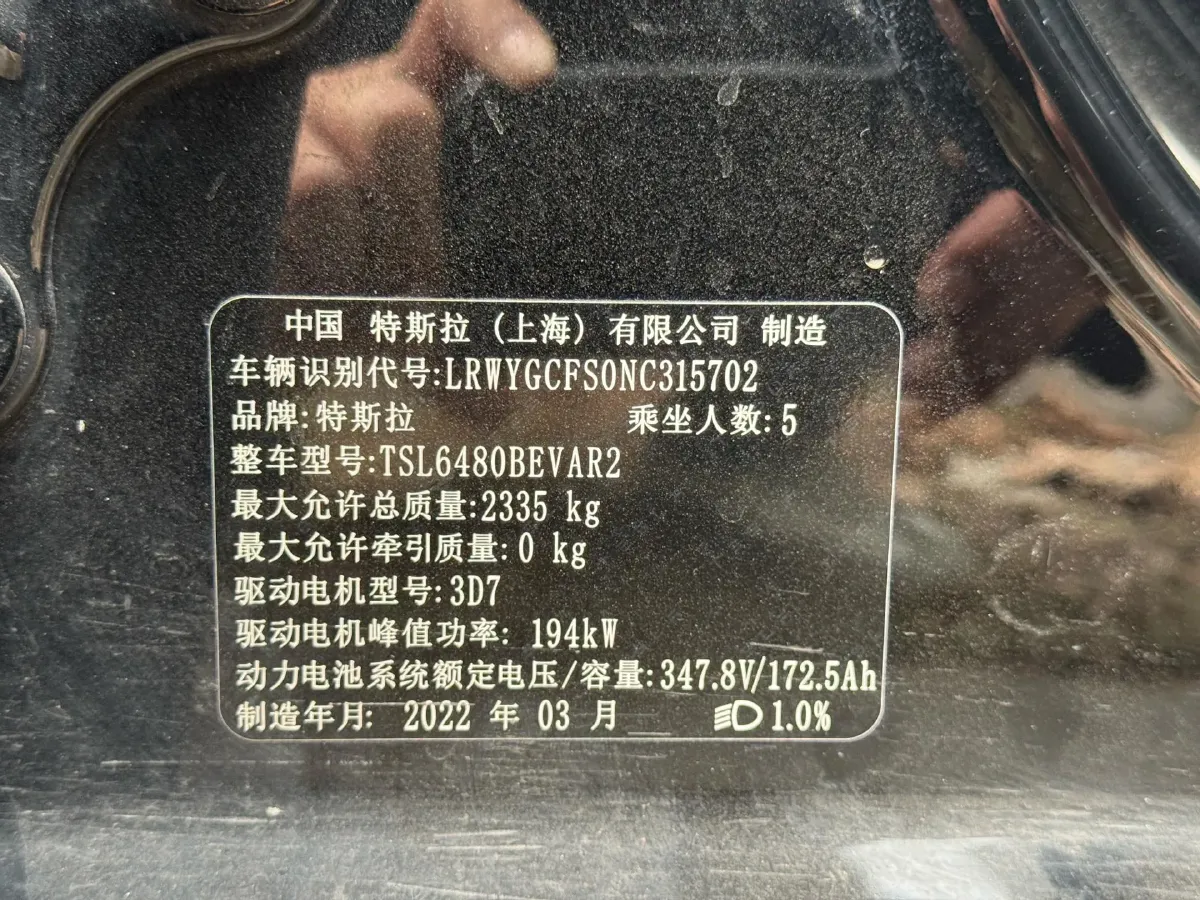 中国 特斯拉 (上海) 有限公司 制造
车辆识别代号:LRWYGCFS0NC315702
品牌:特斯拉 乘坐人数:5
整车型号:TSL6480BEVAR2
最大允许总质量:2335 kg
最大允许牵引质量:0 kg
驱动电机型号:3D7
驱动电机峰值功率: 194kW
动力电池系统额定电压/容量:347.8V/172.5Ah
制造年月: 2022 年 03 月 1.0%